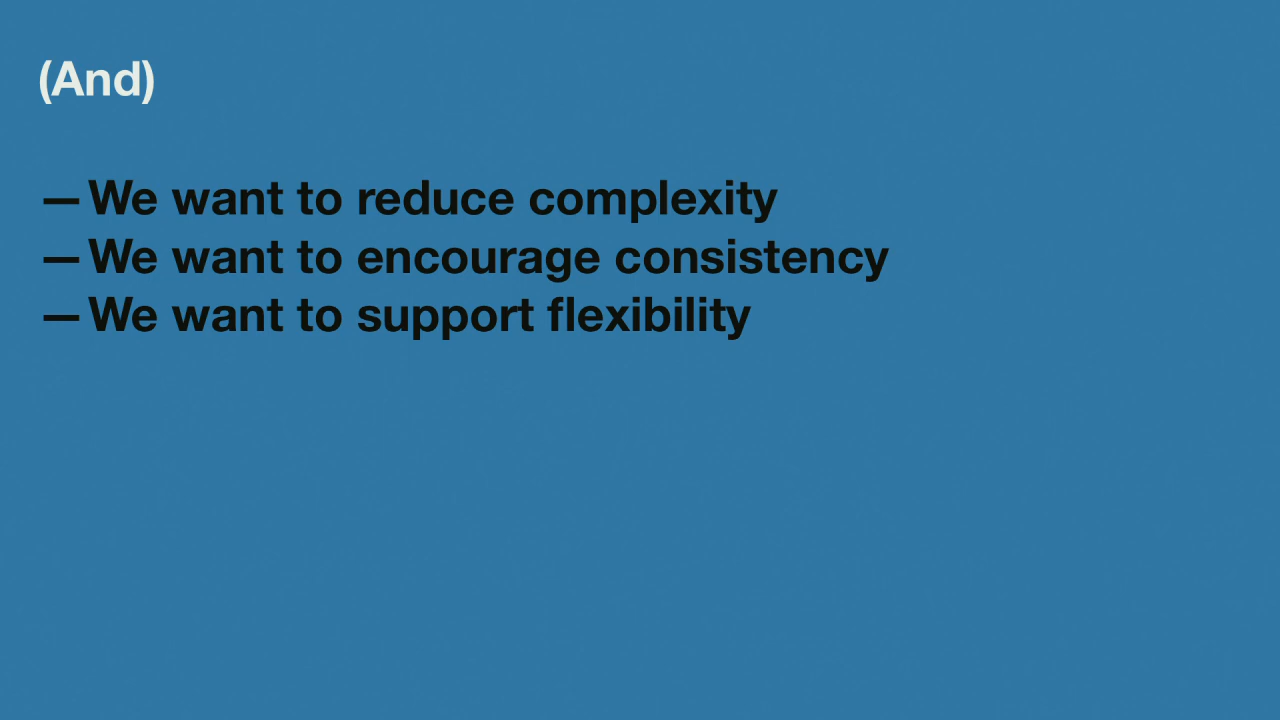 (And)
— We want to reduce complexity
— We want to encourage consistency
— We want to support flexibility